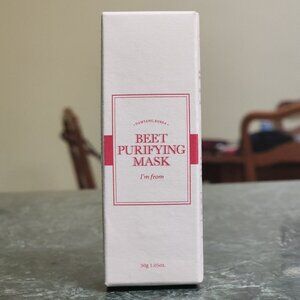 BEET
PURIFYING
MASK
I'm from
30g 1.05oz.